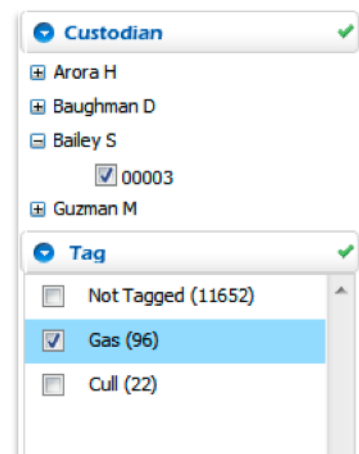 Custodian
Arora H
Baughman D
Bailey S
00003
Guzman M
Tag
Not Tagged (11652)
Gas (96)
Cull (22)